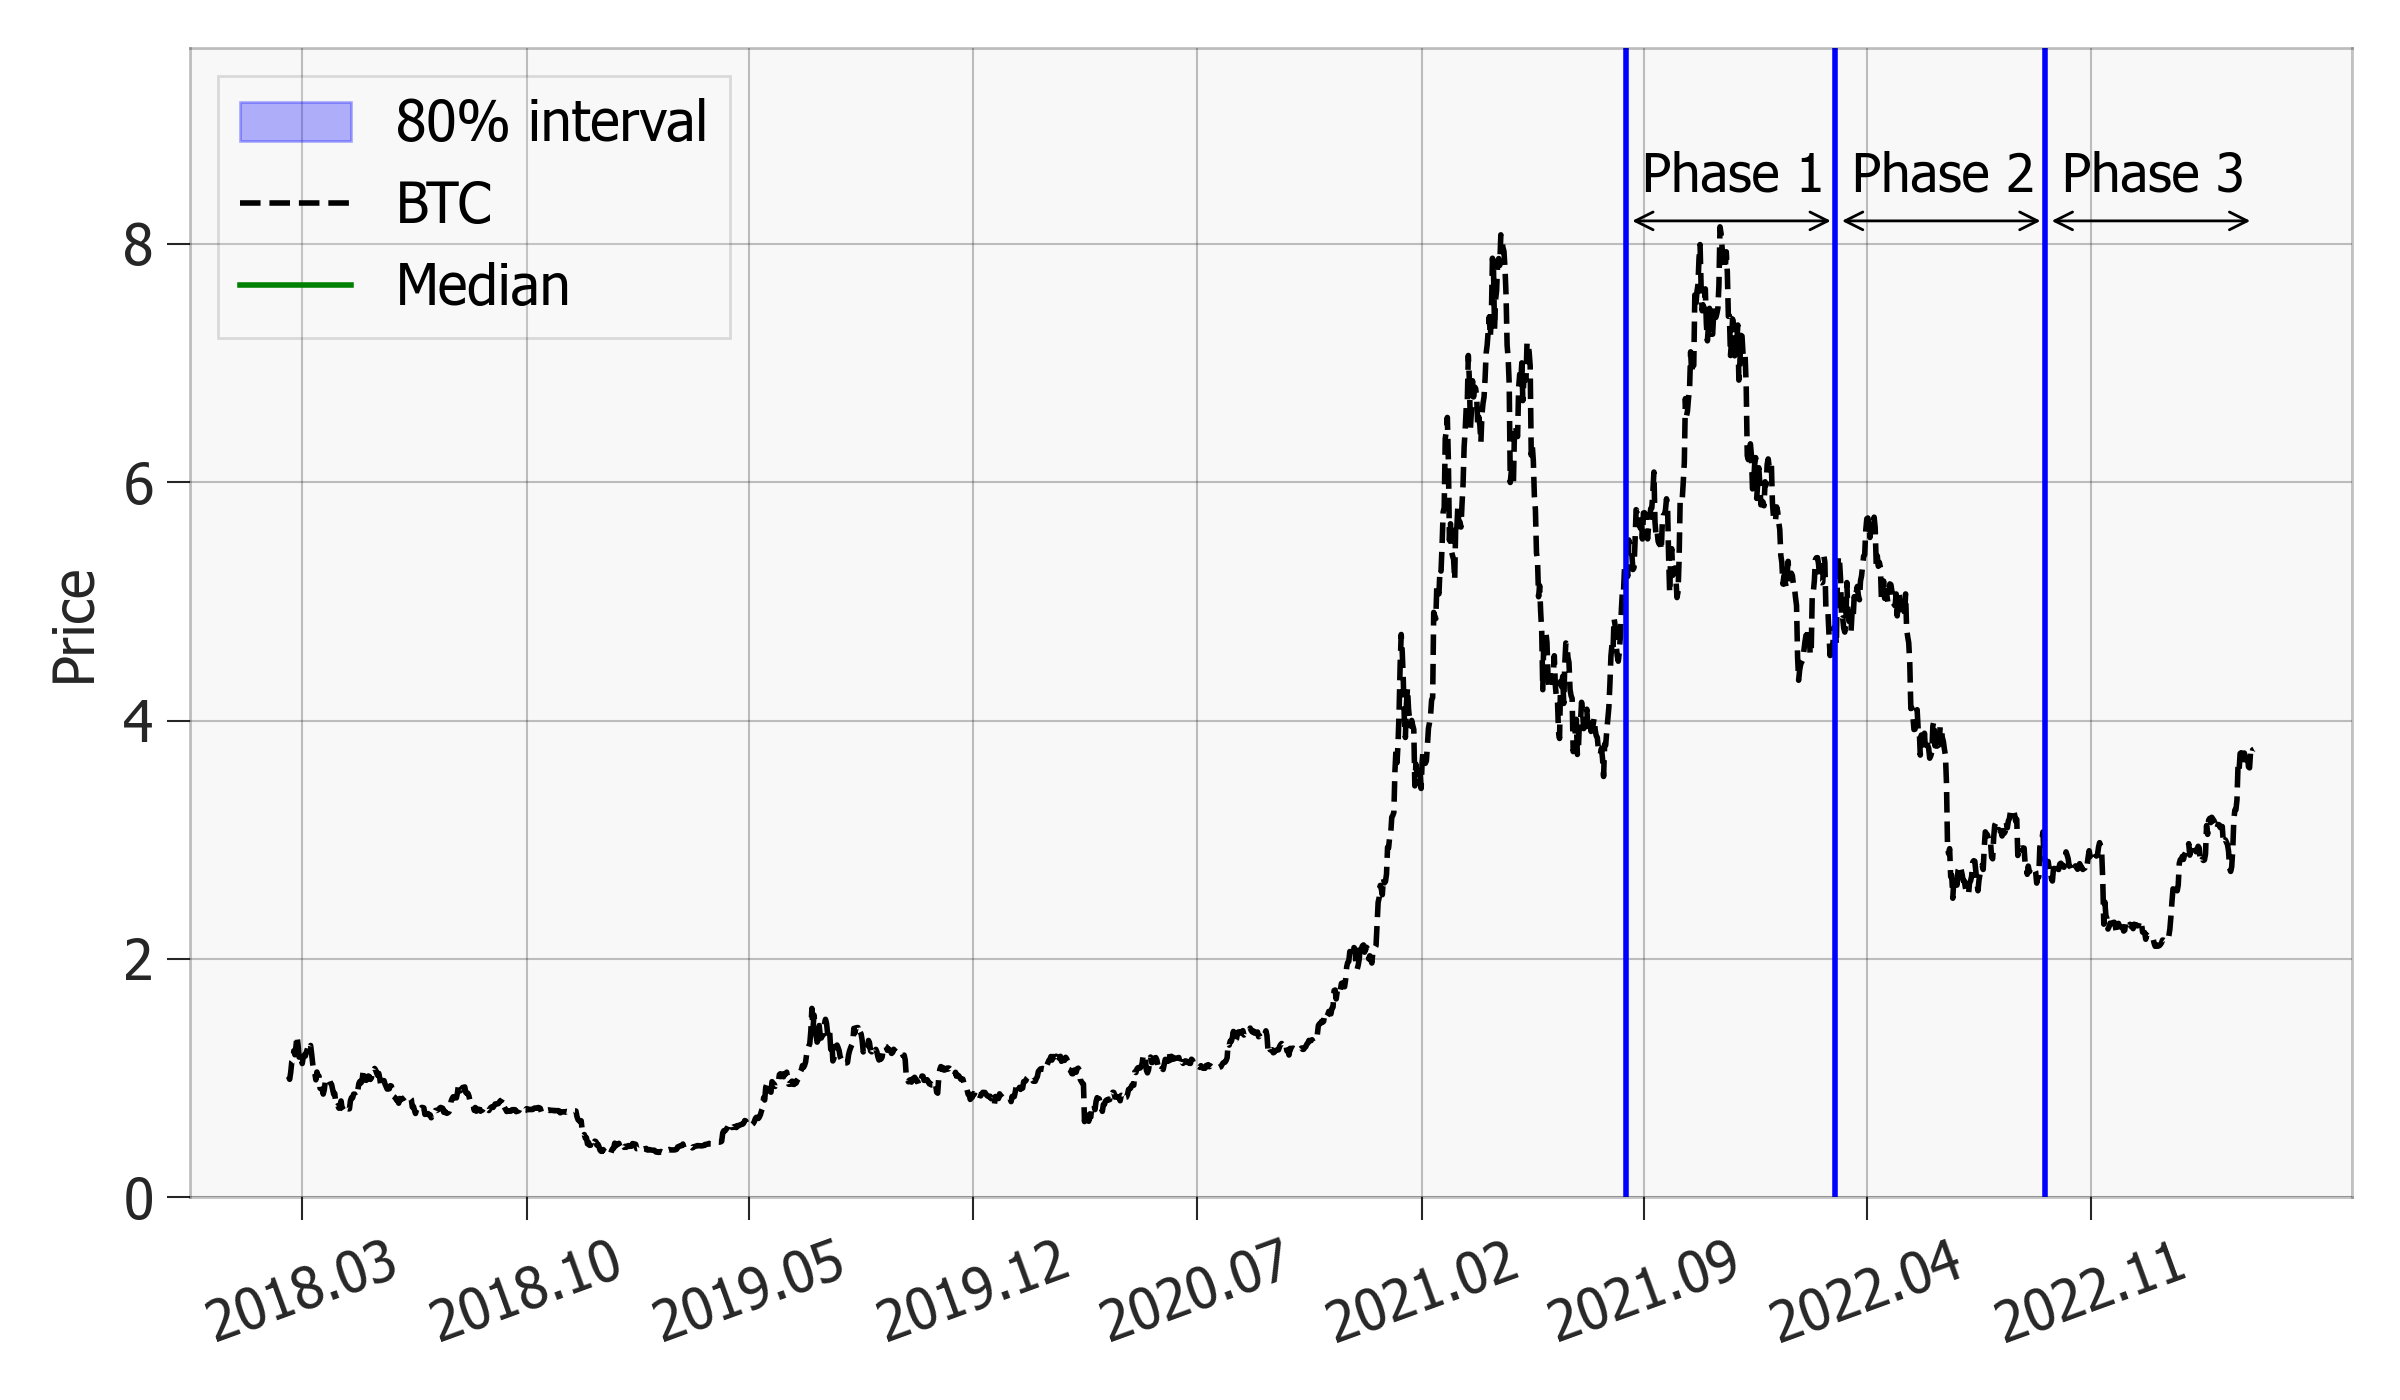 80% interval
BTC
Median
Phase 1
Phase 2
Phase 3
Price
8
6
4
2
0
2018.03
2018.10
2019.05
2019.12
2020.07
2021.02
2021.09
2022.04
2022.11